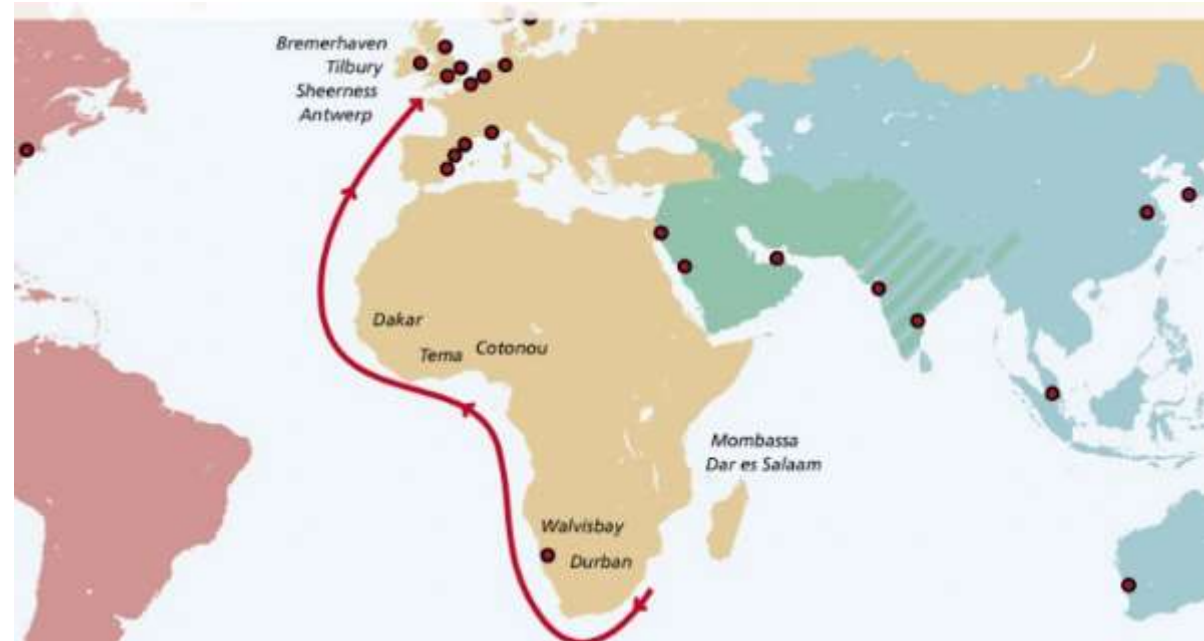 Bremerhaven
Tilbury
Sheerness
Antwerp
Dakar
Tema Cotonou
Mombassa
Dar es Salaam
Walvisbay
Durban